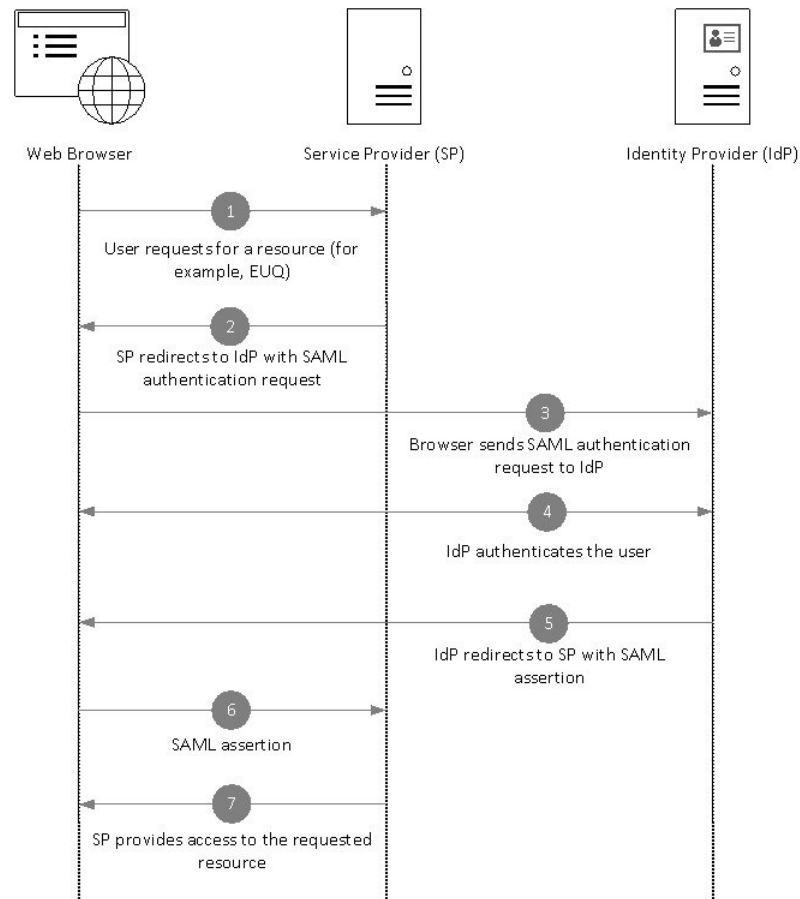 Web Browser
Service Provider (SP)
Identity Provider (IdP)
1
User requests for a resource (for
example, EUQ)
2
SP redirects to IdP with SAML
authentication request
3
Browser sends SAML authentication
request to IdP
4
IdP authenticates the user
5
IdP redirects to SP with SAML
assertion
6
SAML assertion
7
SP provides access to the requested
resource